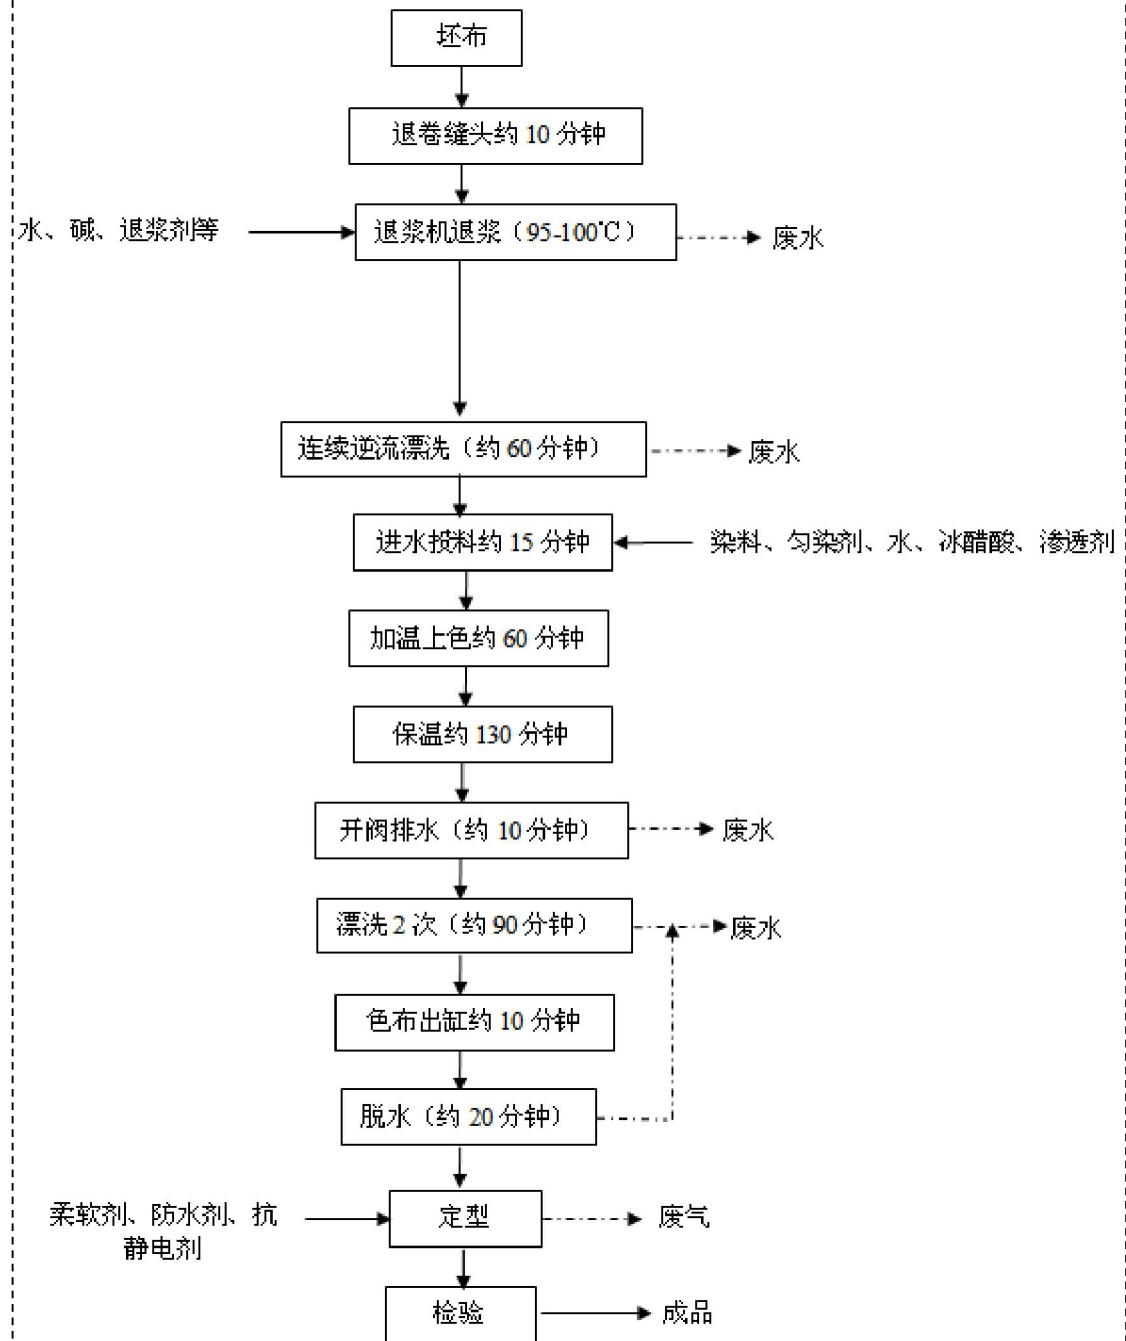 坯布
退卷缝头约 10 分钟
水、碱、退浆剂等
退浆机退浆（95-100℃）
废水
连续逆流漂洗（约 60 分钟）
废水
进水投料约 15 分钟
染料、匀染剂、水、冰醋酸、渗透剂
加温上色约 60 分钟
保温约 130 分钟
开阀排水（约 10 分钟）
废水
漂洗 2 次（约 90 分钟）
废水
色布出缸约 10 分钟
脱水（约 20 分钟）
柔软剂、防水剂、抗
静电剂
定型
废气
检验
成品